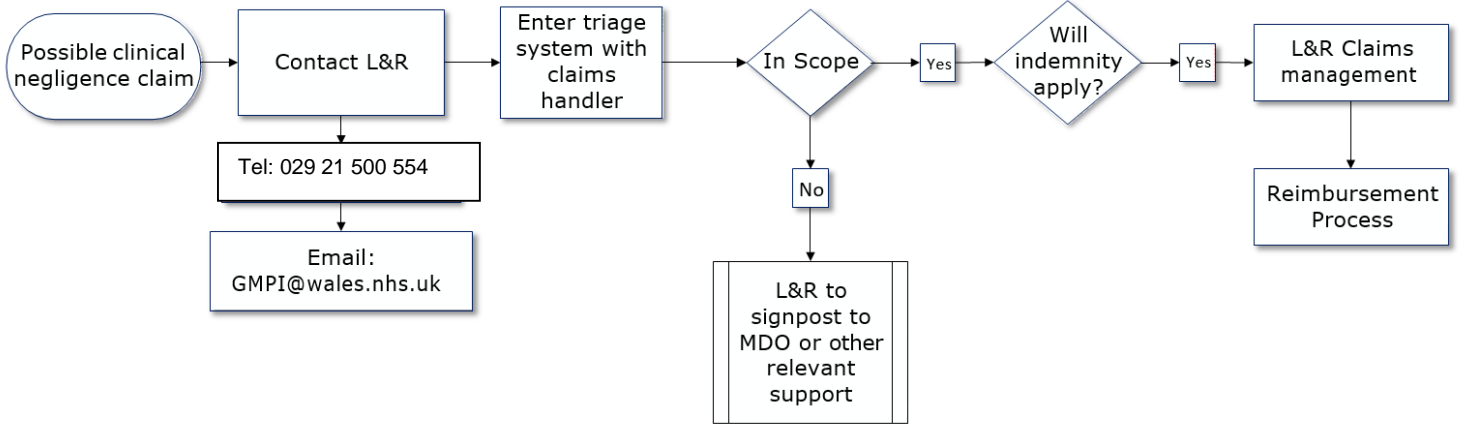 Possible clinical
negligence claim
Contact L&R
Enter triage
system with
claims
handler
In Scope
Yes
Will
indemnity
apply?
Yes
L&R Claims
management
Tel: 029 21 500 554
Email:
GMPI@wales.nhs.uk
No
L&R to
signpost to
MDO or other
relevant
support
Reimbursement
Process